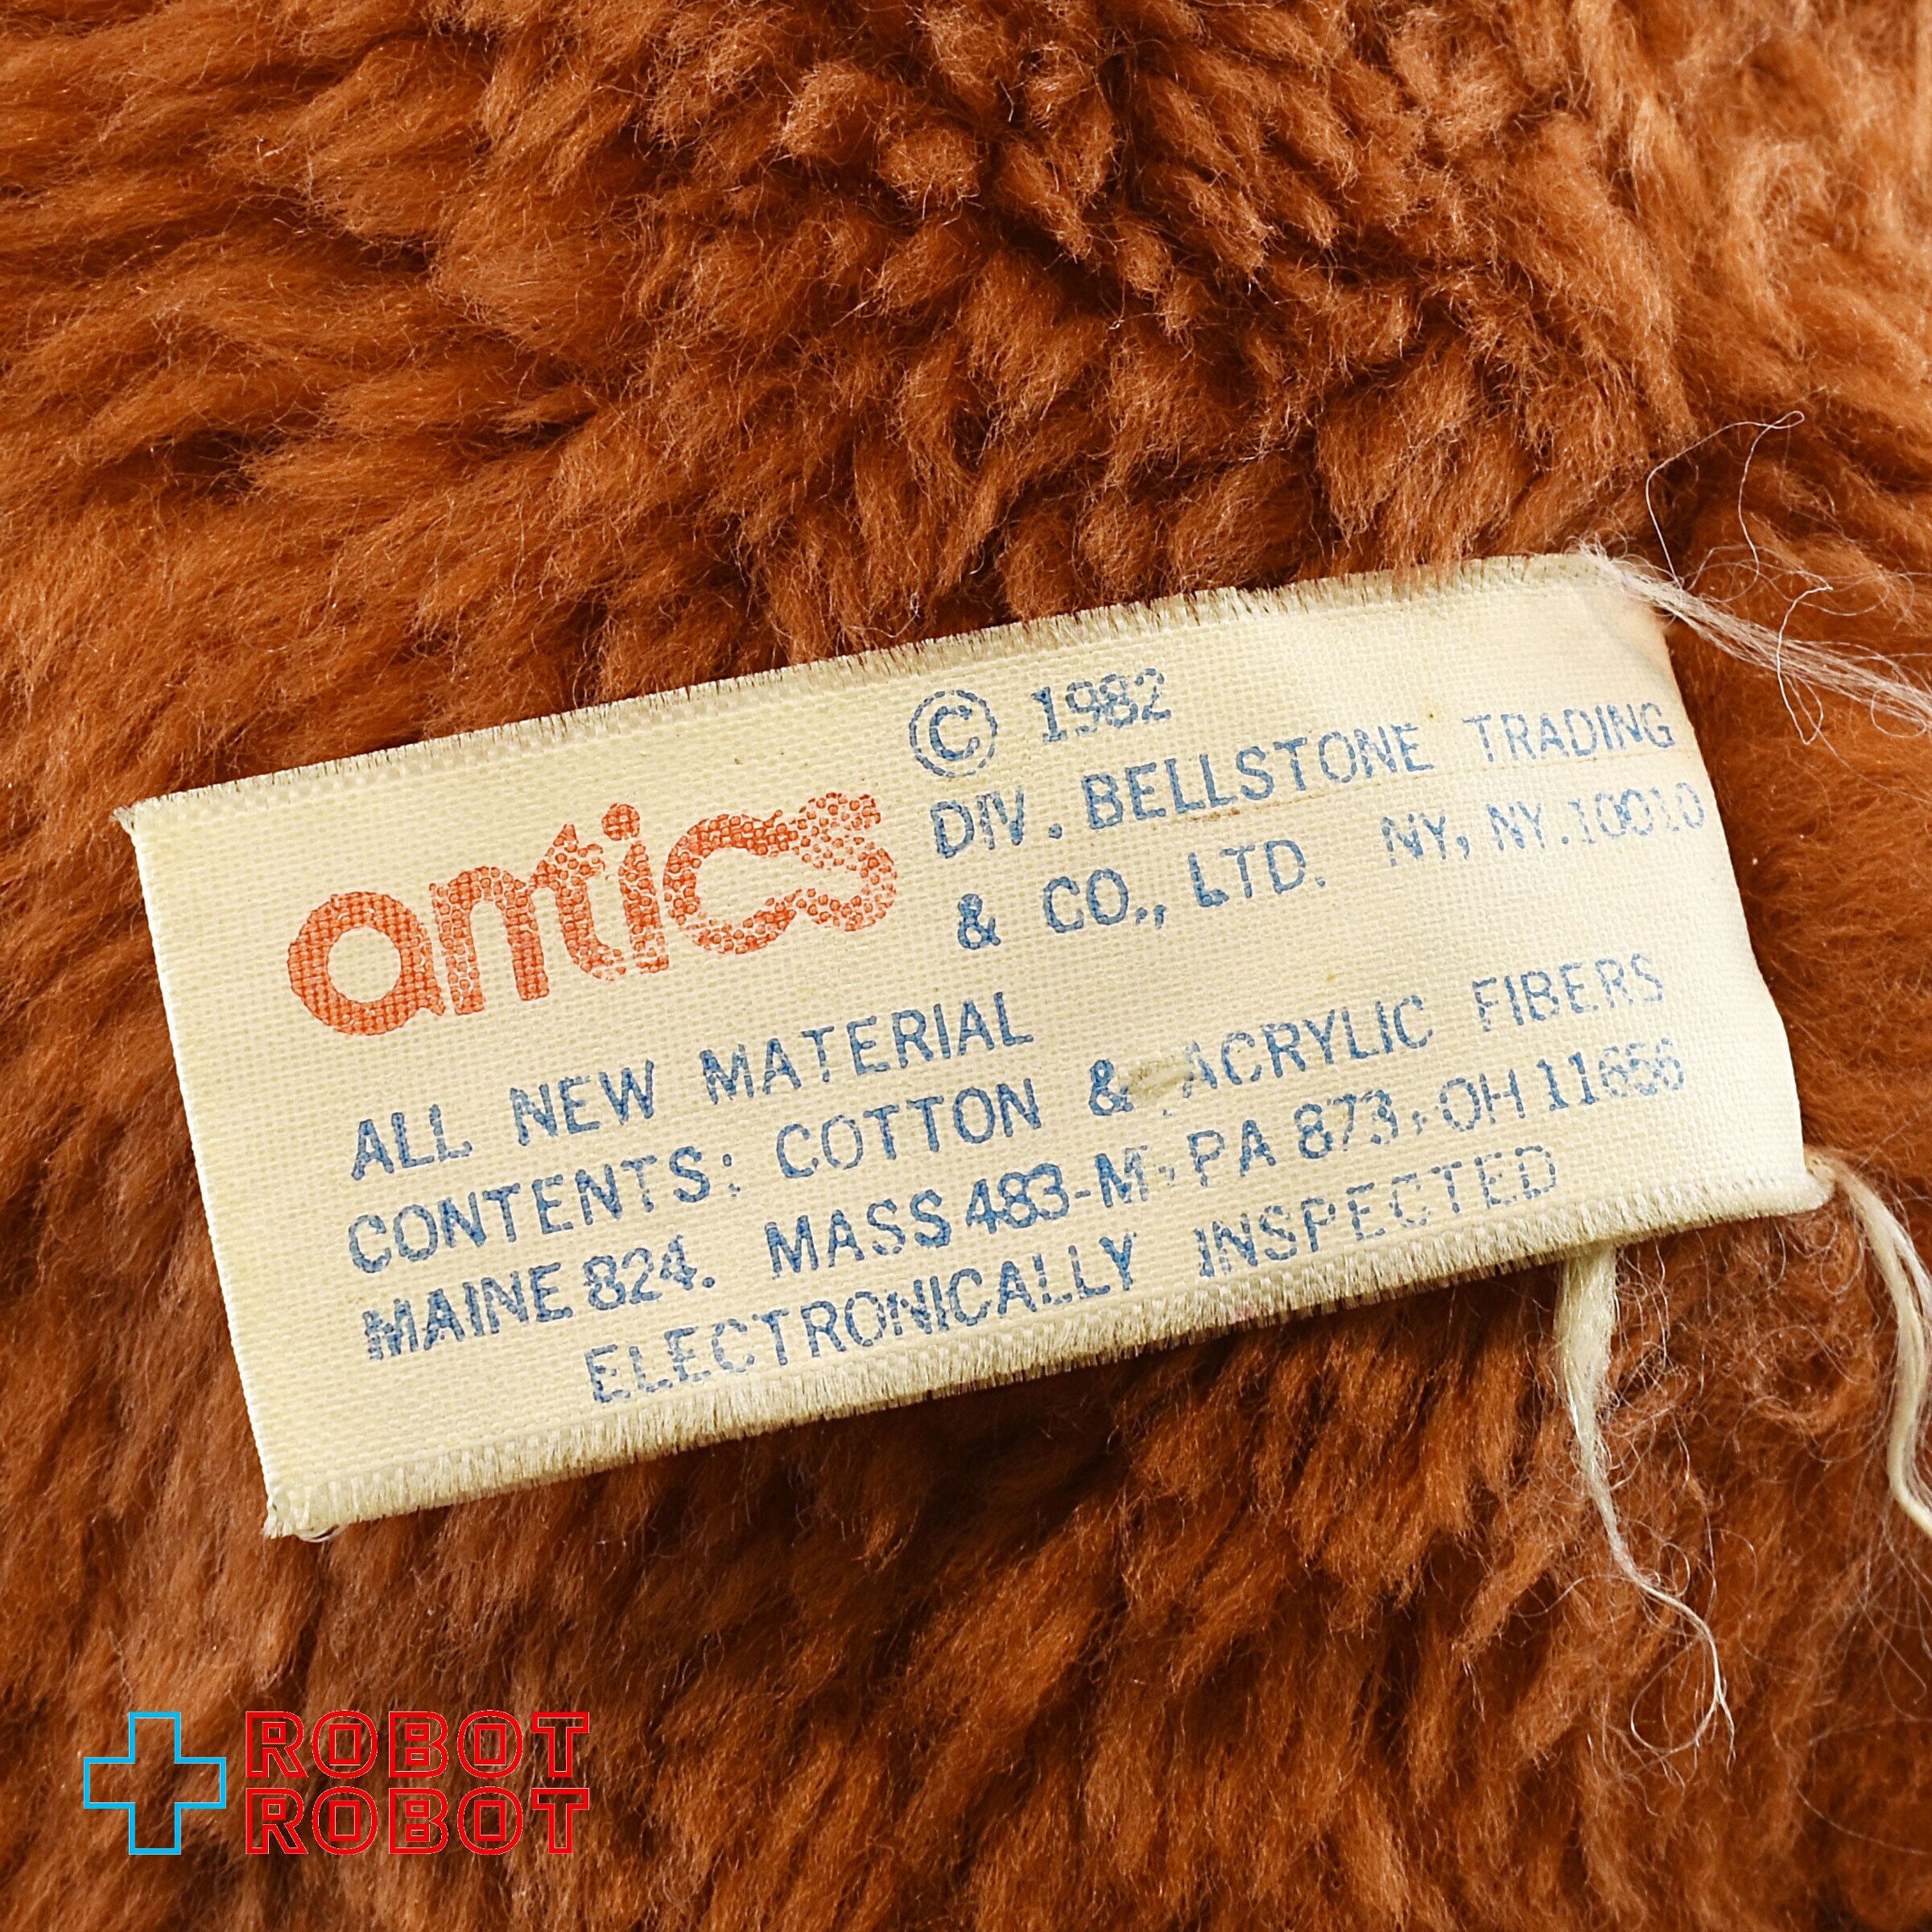 antics
© 1982
DIV. BELLSTONE TRADING
& CO., LTD. NY, NY. 10010
ALL NEW MATERIAL
CONTENTS: COTTON & ACRYLIC FIBERS
MAINE 824. MASS 483-M, PA 873, OH 11656
ELECTRONICALLY INSPECTED
ROBOT
ROBOT